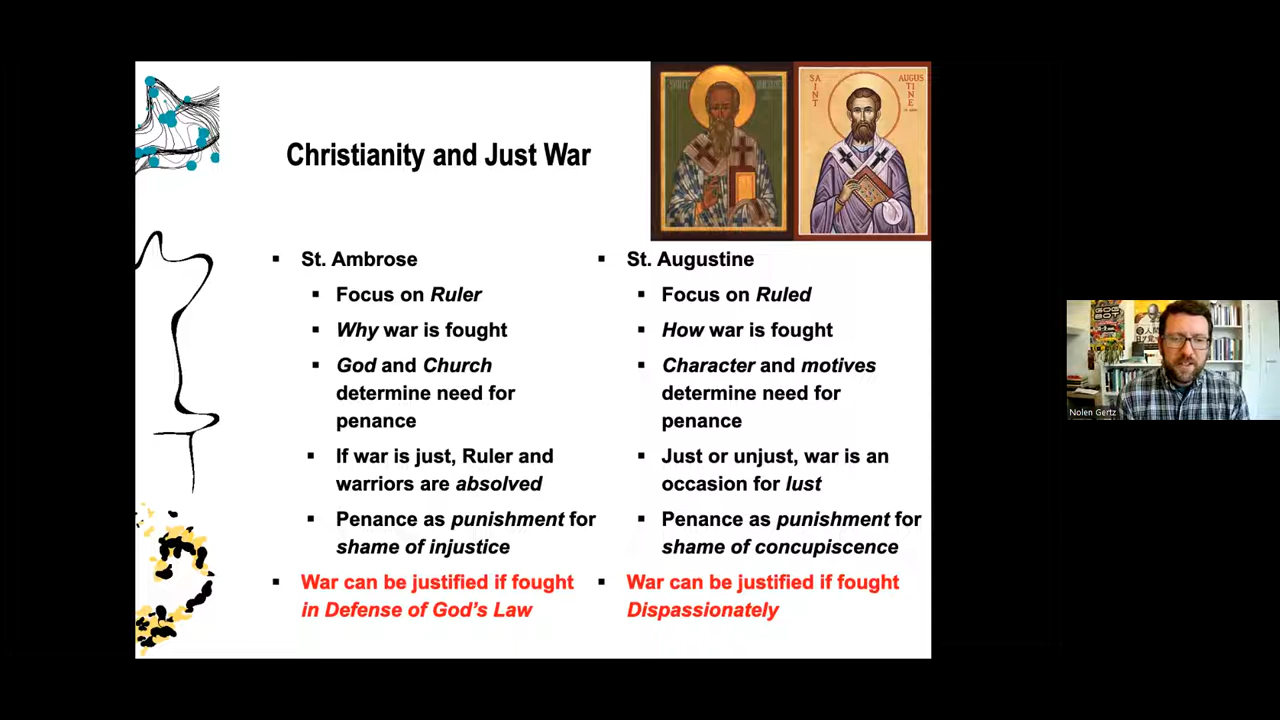 SAINT
AUGUSTINE
Christianity and Just War
▪ St. Ambrose
▪ Focus on Ruler
▪ Why war is fought
▪ God and Church
determine need for
penance
▪ If war is just, Ruler and
warriors are absolved
▪ Penance as punishment for
shame of injustice
▪ War can be justified if fought
in Defense of God’s Law
▪ St. Augustine
▪ Focus on Ruled
▪ How war is fought
▪ Character and motives
determine need for
penance
▪ Just or unjust, war is an
occasion for lust
▪ Penance as punishment for
shame of concupiscence
▪ War can be justified if fought
Dispassionately
Nolen Gertz